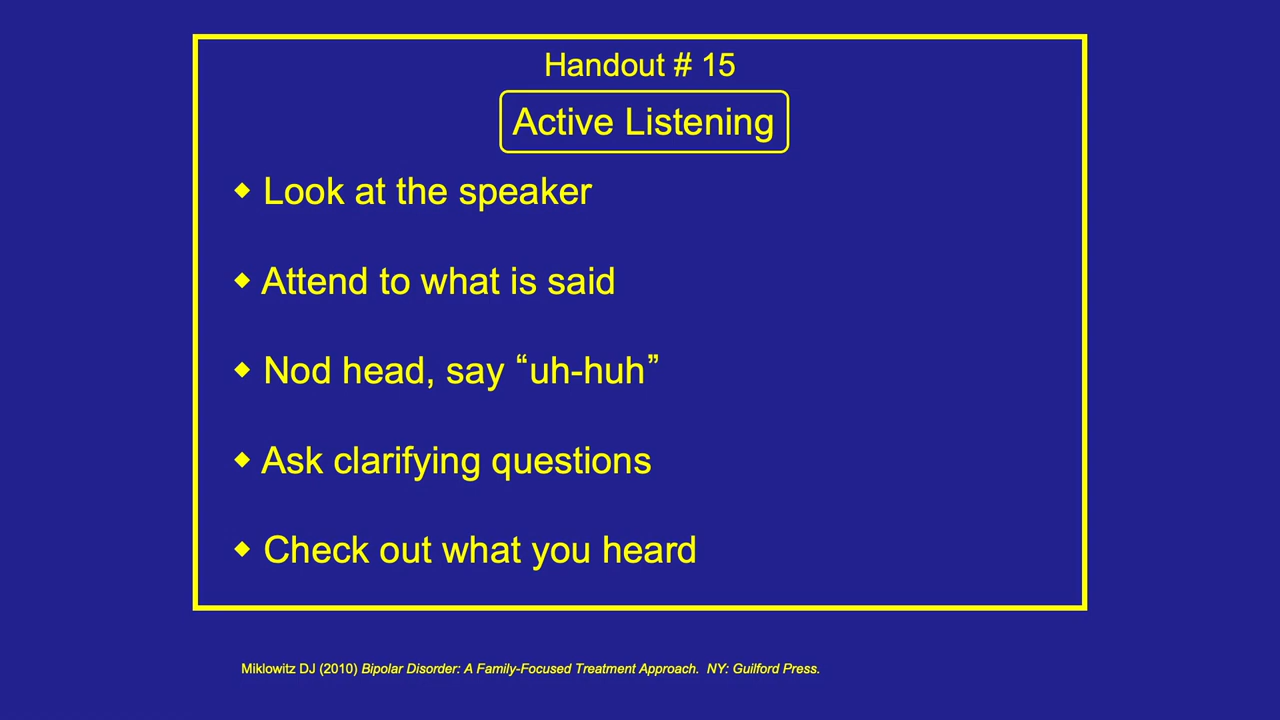 Handout # 15
Active Listening
◆ Look at the speaker
◆ Attend to what is said
◆ Nod head, say “uh-huh”
◆ Ask clarifying questions
◆ Check out what you heard
Miklowitz DJ (2010) Bipolar Disorder: A Family-Focused Treatment Approach. NY: Guilford Press.